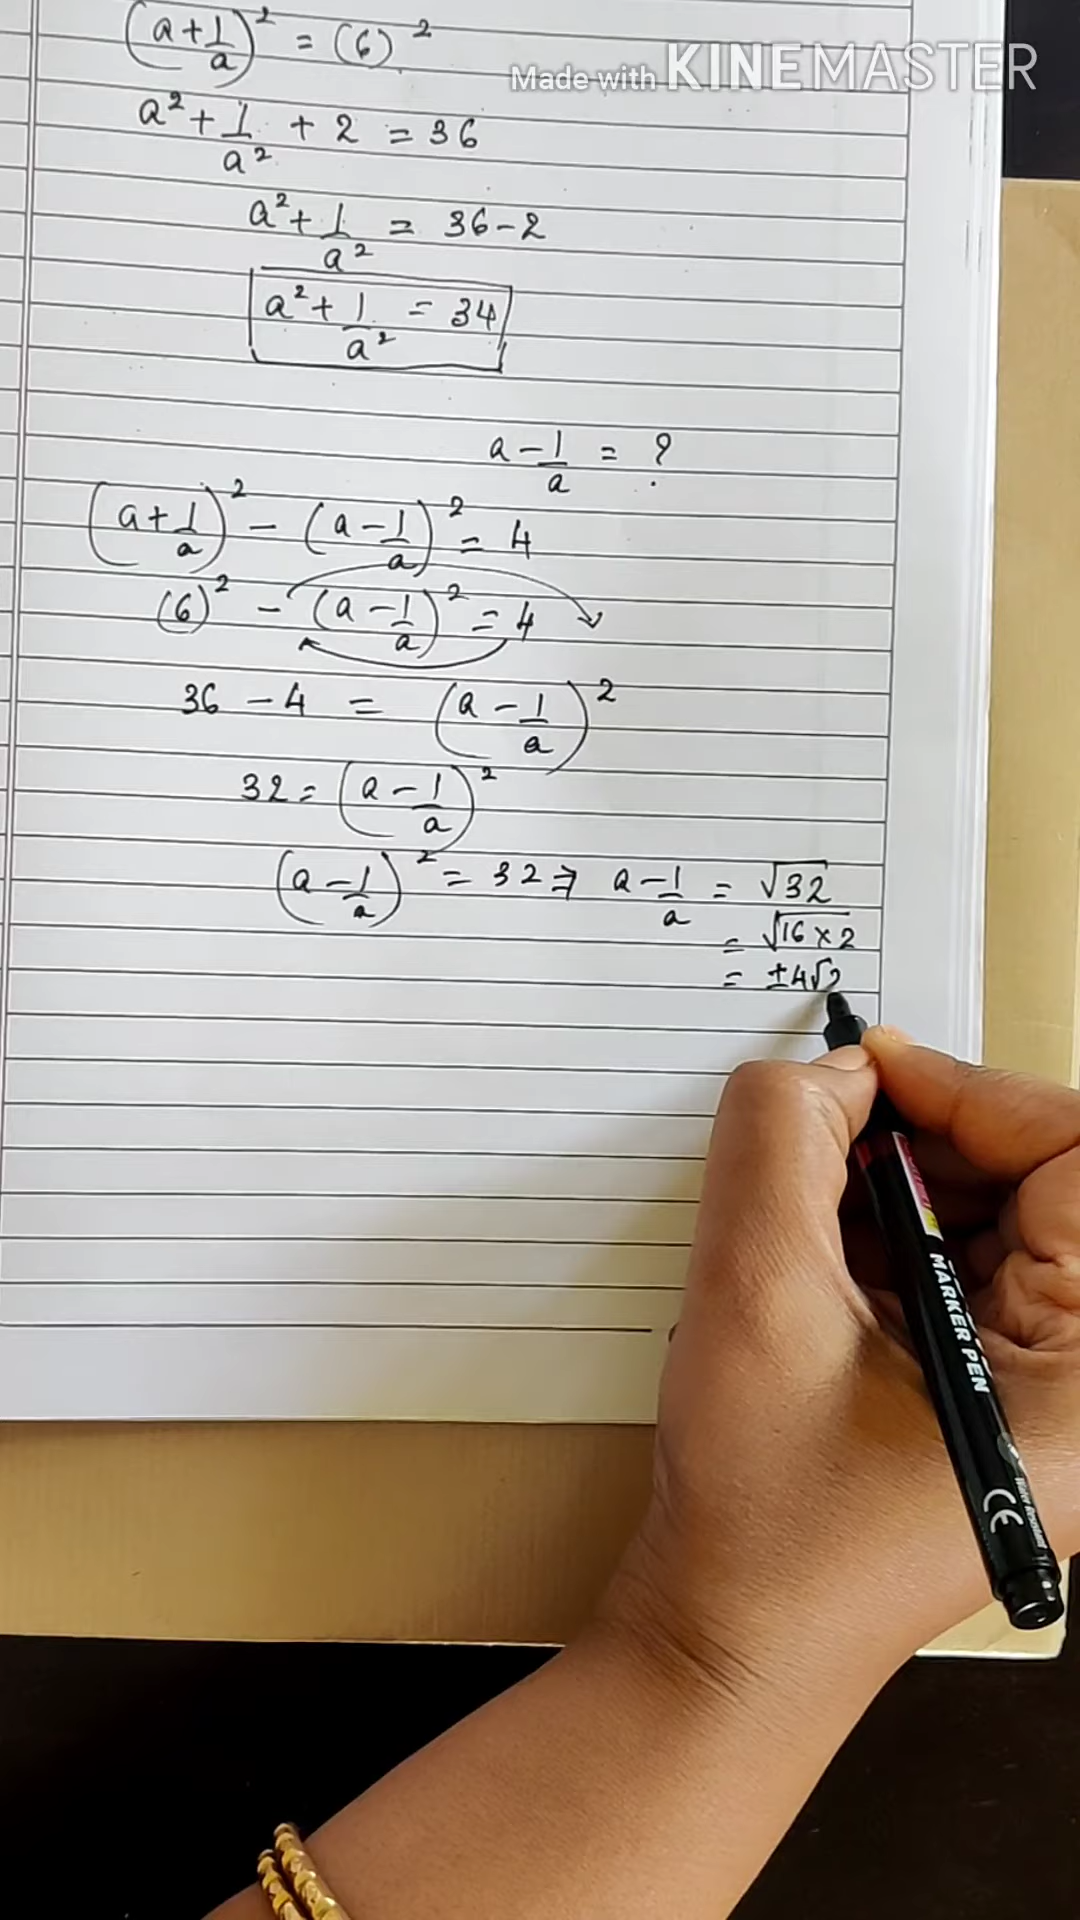 (a + 1/a)² = (6)²
Made with KINEMASTER
a² + 1/a² + 2 = 36
a² + 1/a² = 36 - 2
a² + 1/a² = 34
a - 1/a = ?
(a + 1/a)² - (a - 1/a)² = 4
(6)² - (a - 1/a)² = 4
36 - 4 = (a - 1/a)²
32 = (a - 1/a)²
(a - 1/a)² = 32 ⇒ a - 1/a = √32
= √16 × 2
= ±4√2
MARKER PEN
CE
Water Resistant